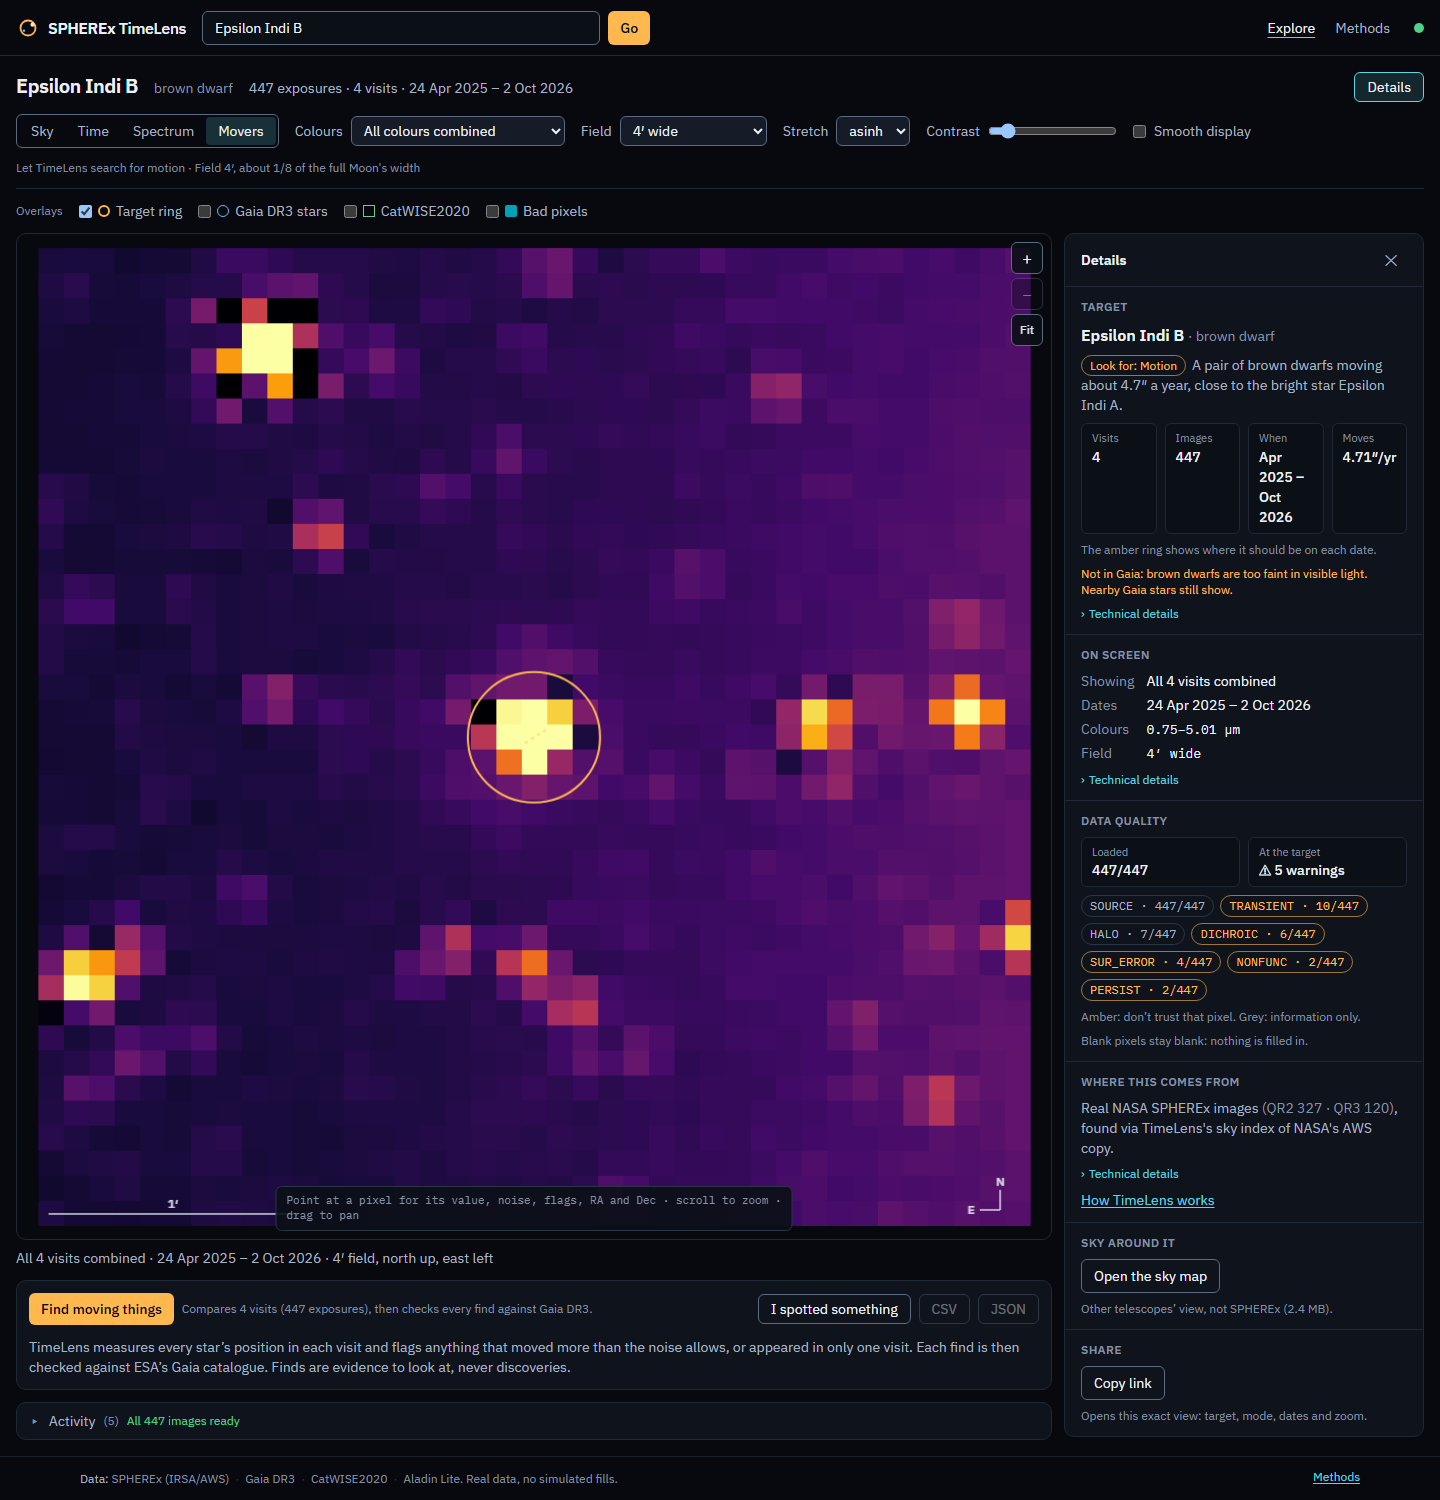 SPHEREx TimeLens
Epsilon Indi B
Go
Explore
Methods
Epsilon Indi B
brown dwarf
447 exposures · 4 visits · 24 Apr 2025 – 2 Oct 2026
Details
Sky
Time
Spectrum
Movers
Colours
All colours combined
Field
4′ wide
Stretch
asinh
Contrast
Smooth display
Let TimeLens search for motion · Field 4′, about 1/8 of the full Moon's width
Overlays
Target ring
Gaia DR3 stars
CatWISE2020
Bad pixels
+
−
Fit
1′
Point at a pixel for its value, noise, flags, RA and Dec · scroll to zoom ·
drag to pan
N
E
All 4 visits combined · 24 Apr 2025 – 2 Oct 2026 · 4′ field, north up, east left
Find moving things
Compares 4 visits (447 exposures), then checks every find against Gaia DR3.
I spotted something
CSV
JSON
TimeLens measures every star's position in each visit and flags anything that moved more than the noise allows, or appeared in only one visit. Each find is then
checked against ESA's Gaia catalogue. Finds are evidence to look at, never discoveries.
Activity (5) All 447 images ready
Details
TARGET
Epsilon Indi B · brown dwarf
Look for: Motion A pair of brown dwarfs moving
about 4.7″ a year, close to the bright star Epsilon
Indi A.
Visits
4
Images
447
When
Apr
2025 –
Oct
2026
Moves
4.71″/yr
The amber ring shows where it should be on each date.
Not in Gaia: brown dwarfs are too faint in visible light.
Nearby Gaia stars still show.
› Technical details
ON SCREEN
Showing All 4 visits combined
Dates 24 Apr 2025 – 2 Oct 2026
Colours 0.75–5.01 µm
Field 4′ wide
› Technical details
DATA QUALITY
Loaded
447/447
At the target
⚠ 5 warnings
SOURCE · 447/447
TRANSIENT · 10/447
HALO · 7/447
DICHROIC · 6/447
SUR_ERROR · 4/447
NONFUNC · 2/447
PERSIST · 2/447
Amber: don't trust that pixel. Grey: information only.
Blank pixels stay blank: nothing is filled in.
WHERE THIS COMES FROM
Real NASA SPHEREx images (QR2 327 · QR3 120),
found via TimeLens's sky index of NASA's AWS
copy.
› Technical details
How TimeLens works
SKY AROUND IT
Open the sky map
Other telescopes' view, not SPHEREx (2.4 MB).
SHARE
Copy link
Opens this exact view: target, mode, dates and zoom.
Data: SPHEREx (IRSA/AWS) · Gaia DR3 · CatWISE2020 · Aladin Lite. Real data, no simulated fills.
Methods